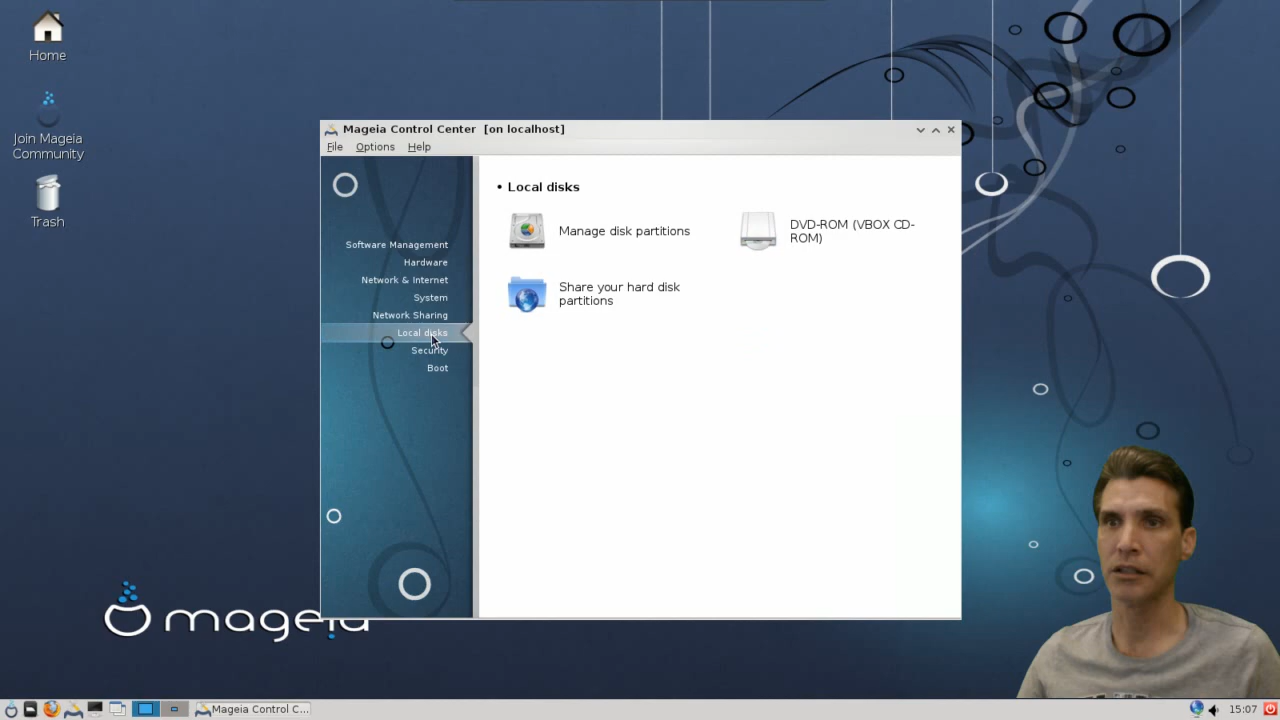 Home
Join Mageia
Community
Trash
Mageia Control Center [on localhost]
File Options Help
Software Management
Hardware
Network & Internet
System
Network Sharing
Local disks
Security
Boot
• Local disks
Manage disk partitions
DVD-ROM (VBOX CD-
ROM)
Share your hard disk
partitions
mageia
Mageia Control C...
15:07